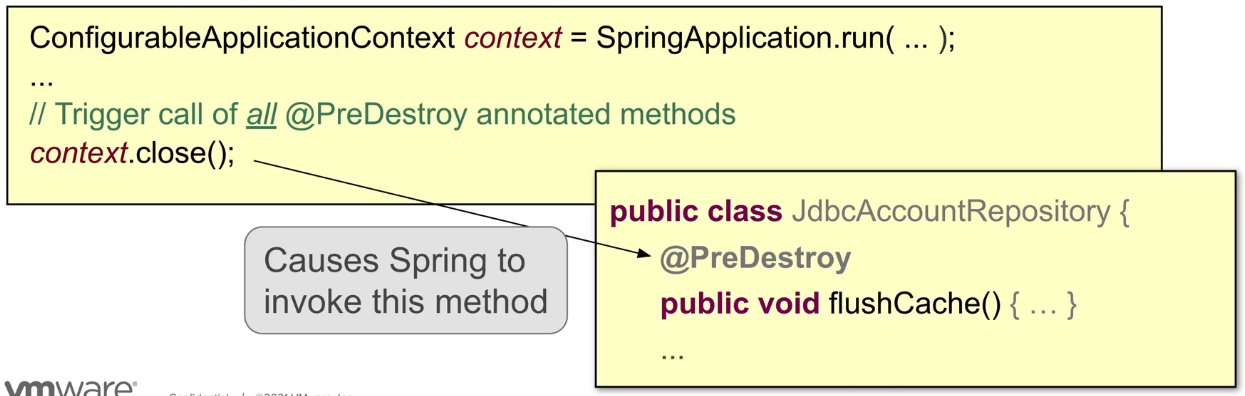 ConfigurableApplicationContext context = SpringApplication.run( ... );
...
// Trigger call of all @PreDestroy annotated methods
context.close();
public class JdbcAccountRepository {
@PreDestroy
public void flushCache() { … }
...
Causes Spring to
invoke this method
vmware®